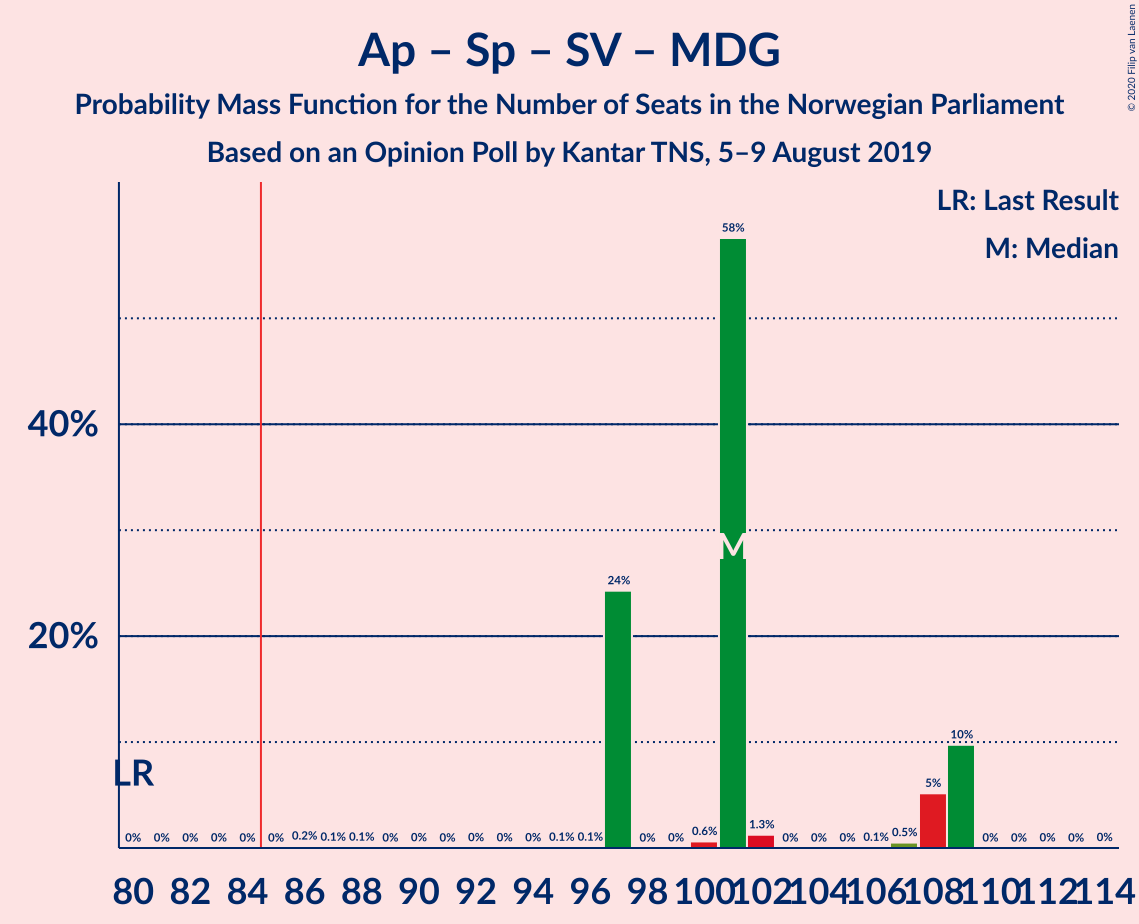 Ap – Sp – SV – MDG
Probability Mass Function for the Number of Seats in the Norwegian Parliament
Based on an Opinion Poll by Kantar TNS, 5–9 August 2019
© 2020 Filip van Laenen
LR: Last Result
M: Median
58%
40%
M
24%
20%
10%
LR
5%
0% 0% 0% 0% 0% 0% 0.2% 0.1% 0.1% 0% 0% 0% 0% 0% 0% 0.1% 0.1% 0% 0% 0.6% 1.3% 0% 0% 0% 0.1% 0.5% 0% 0% 0% 0% 0%
80 82 84 86 88 90 92 94 96 98 100 102 104 106 108 110 112 114